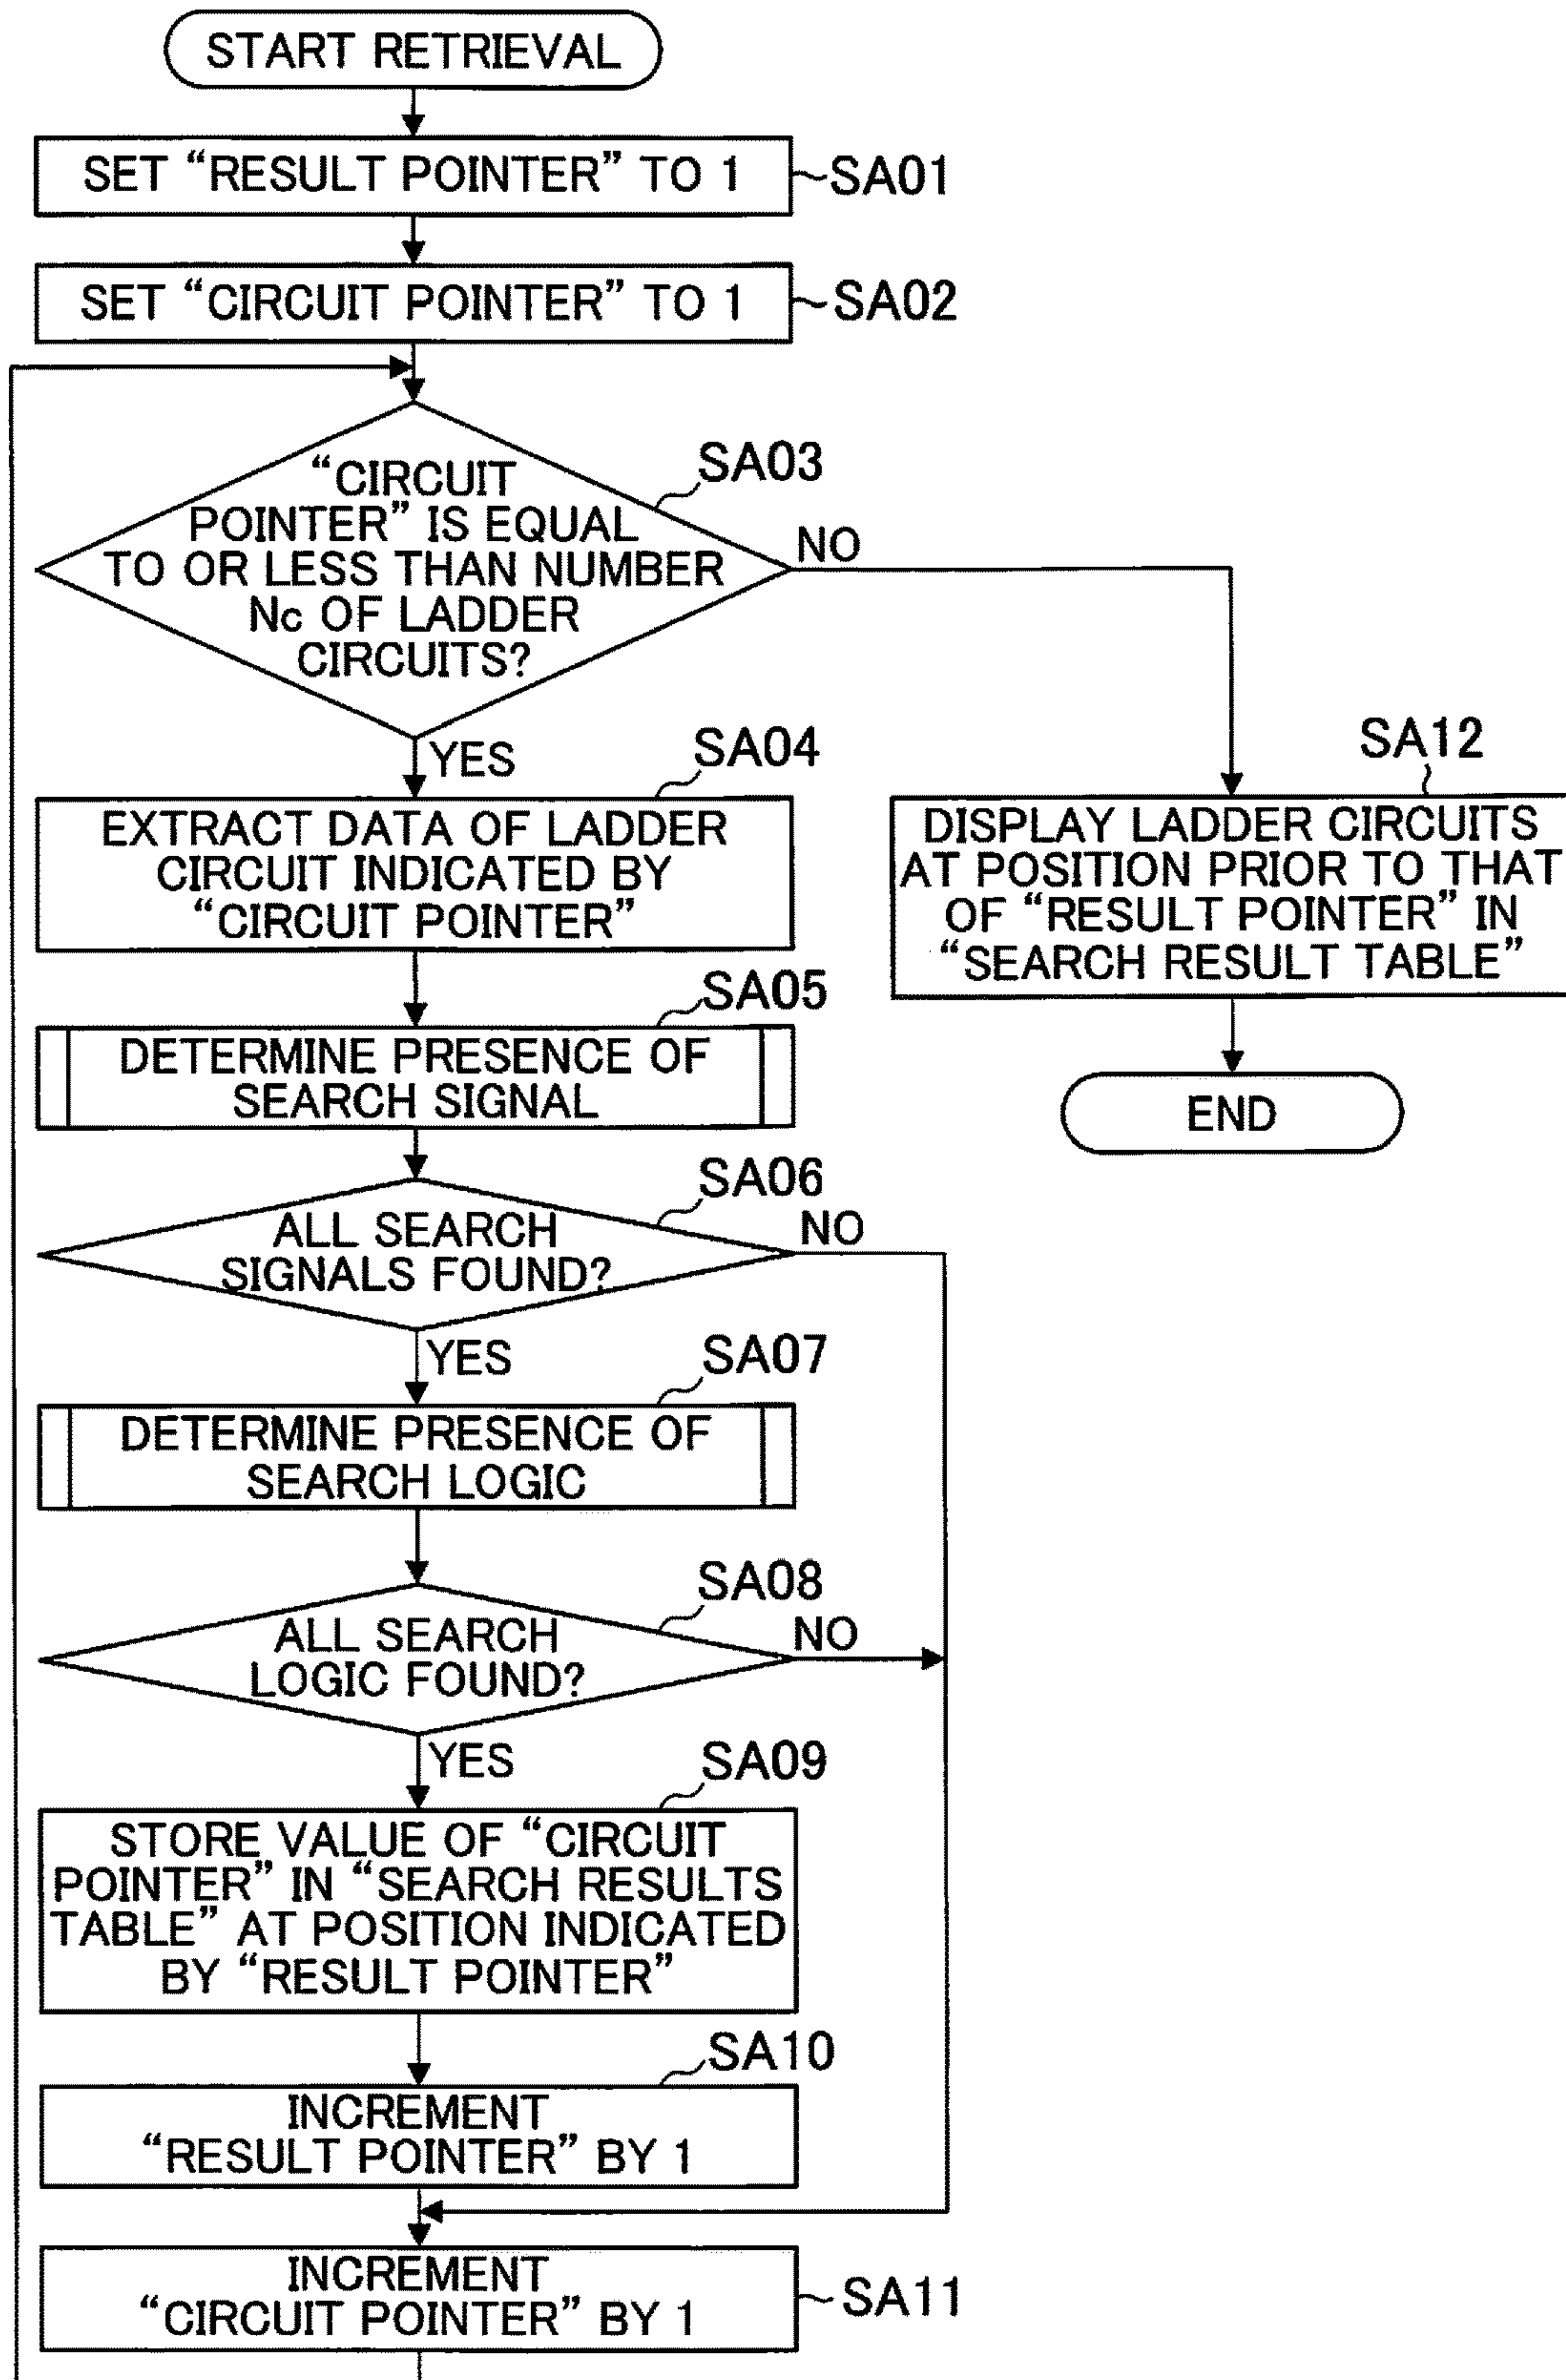 START RETRIEVAL
SET “RESULT POINTER” TO 1
SA01
SET “CIRCUIT POINTER” TO 1
SA02
SA03
“CIRCUIT
POINTER” IS EQUAL
TO OR LESS THAN NUMBER
Nc OF LADDER
CIRCUITS?
NO
YES
SA04
EXTRACT DATA OF LADDER
CIRCUIT INDICATED BY
“CIRCUIT POINTER”
SA12
DISPLAY LADDER CIRCUITS
AT POSITION PRIOR TO THAT
OF “RESULT POINTER” IN
“SEARCH RESULT TABLE”
END
SA05
DETERMINE PRESENCE OF
SEARCH SIGNAL
SA06
ALL SEARCH
SIGNALS FOUND?
NO
YES
SA07
DETERMINE PRESENCE OF
SEARCH LOGIC
SA08
ALL SEARCH
LOGIC FOUND?
NO
YES
SA09
STORE VALUE OF “CIRCUIT
POINTER” IN “SEARCH RESULTS
TABLE” AT POSITION INDICATED
BY “RESULT POINTER”
SA10
INCREMENT
“RESULT POINTER” BY 1
INCREMENT
“CIRCUIT POINTER” BY 1
SA11